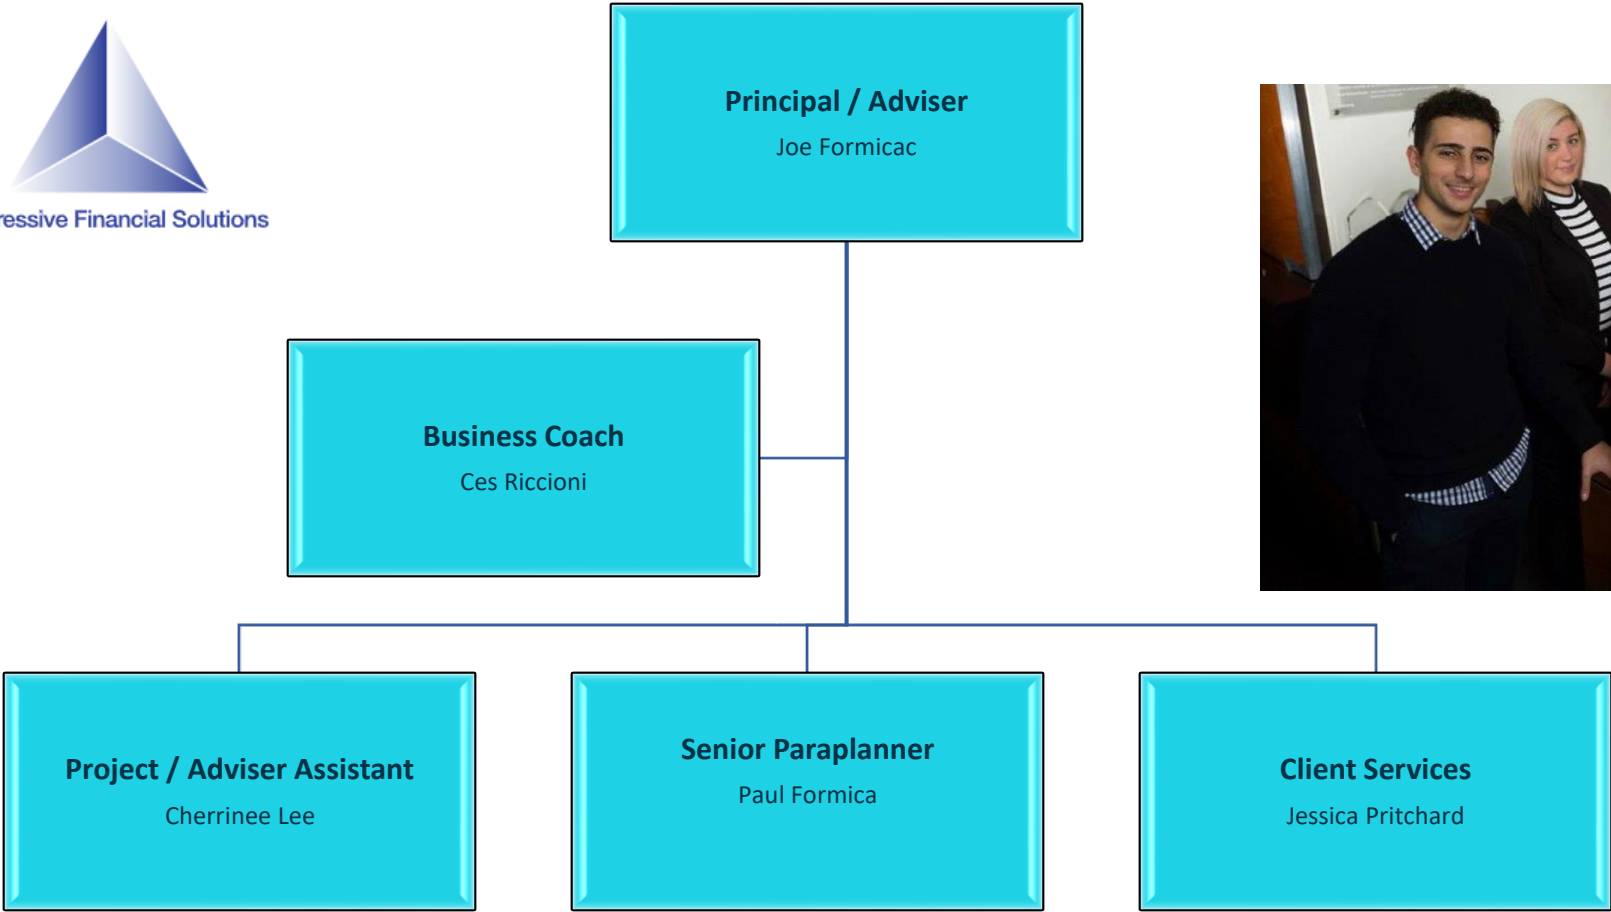 Principal / Adviser
Joe Formicac
ressive Financial Solutions
Business Coach
Ces Riccioni
Project / Adviser Assistant
Cherrinee Lee
Senior Paraplanner
Paul Formica
Client Services
Jessica Pritchard